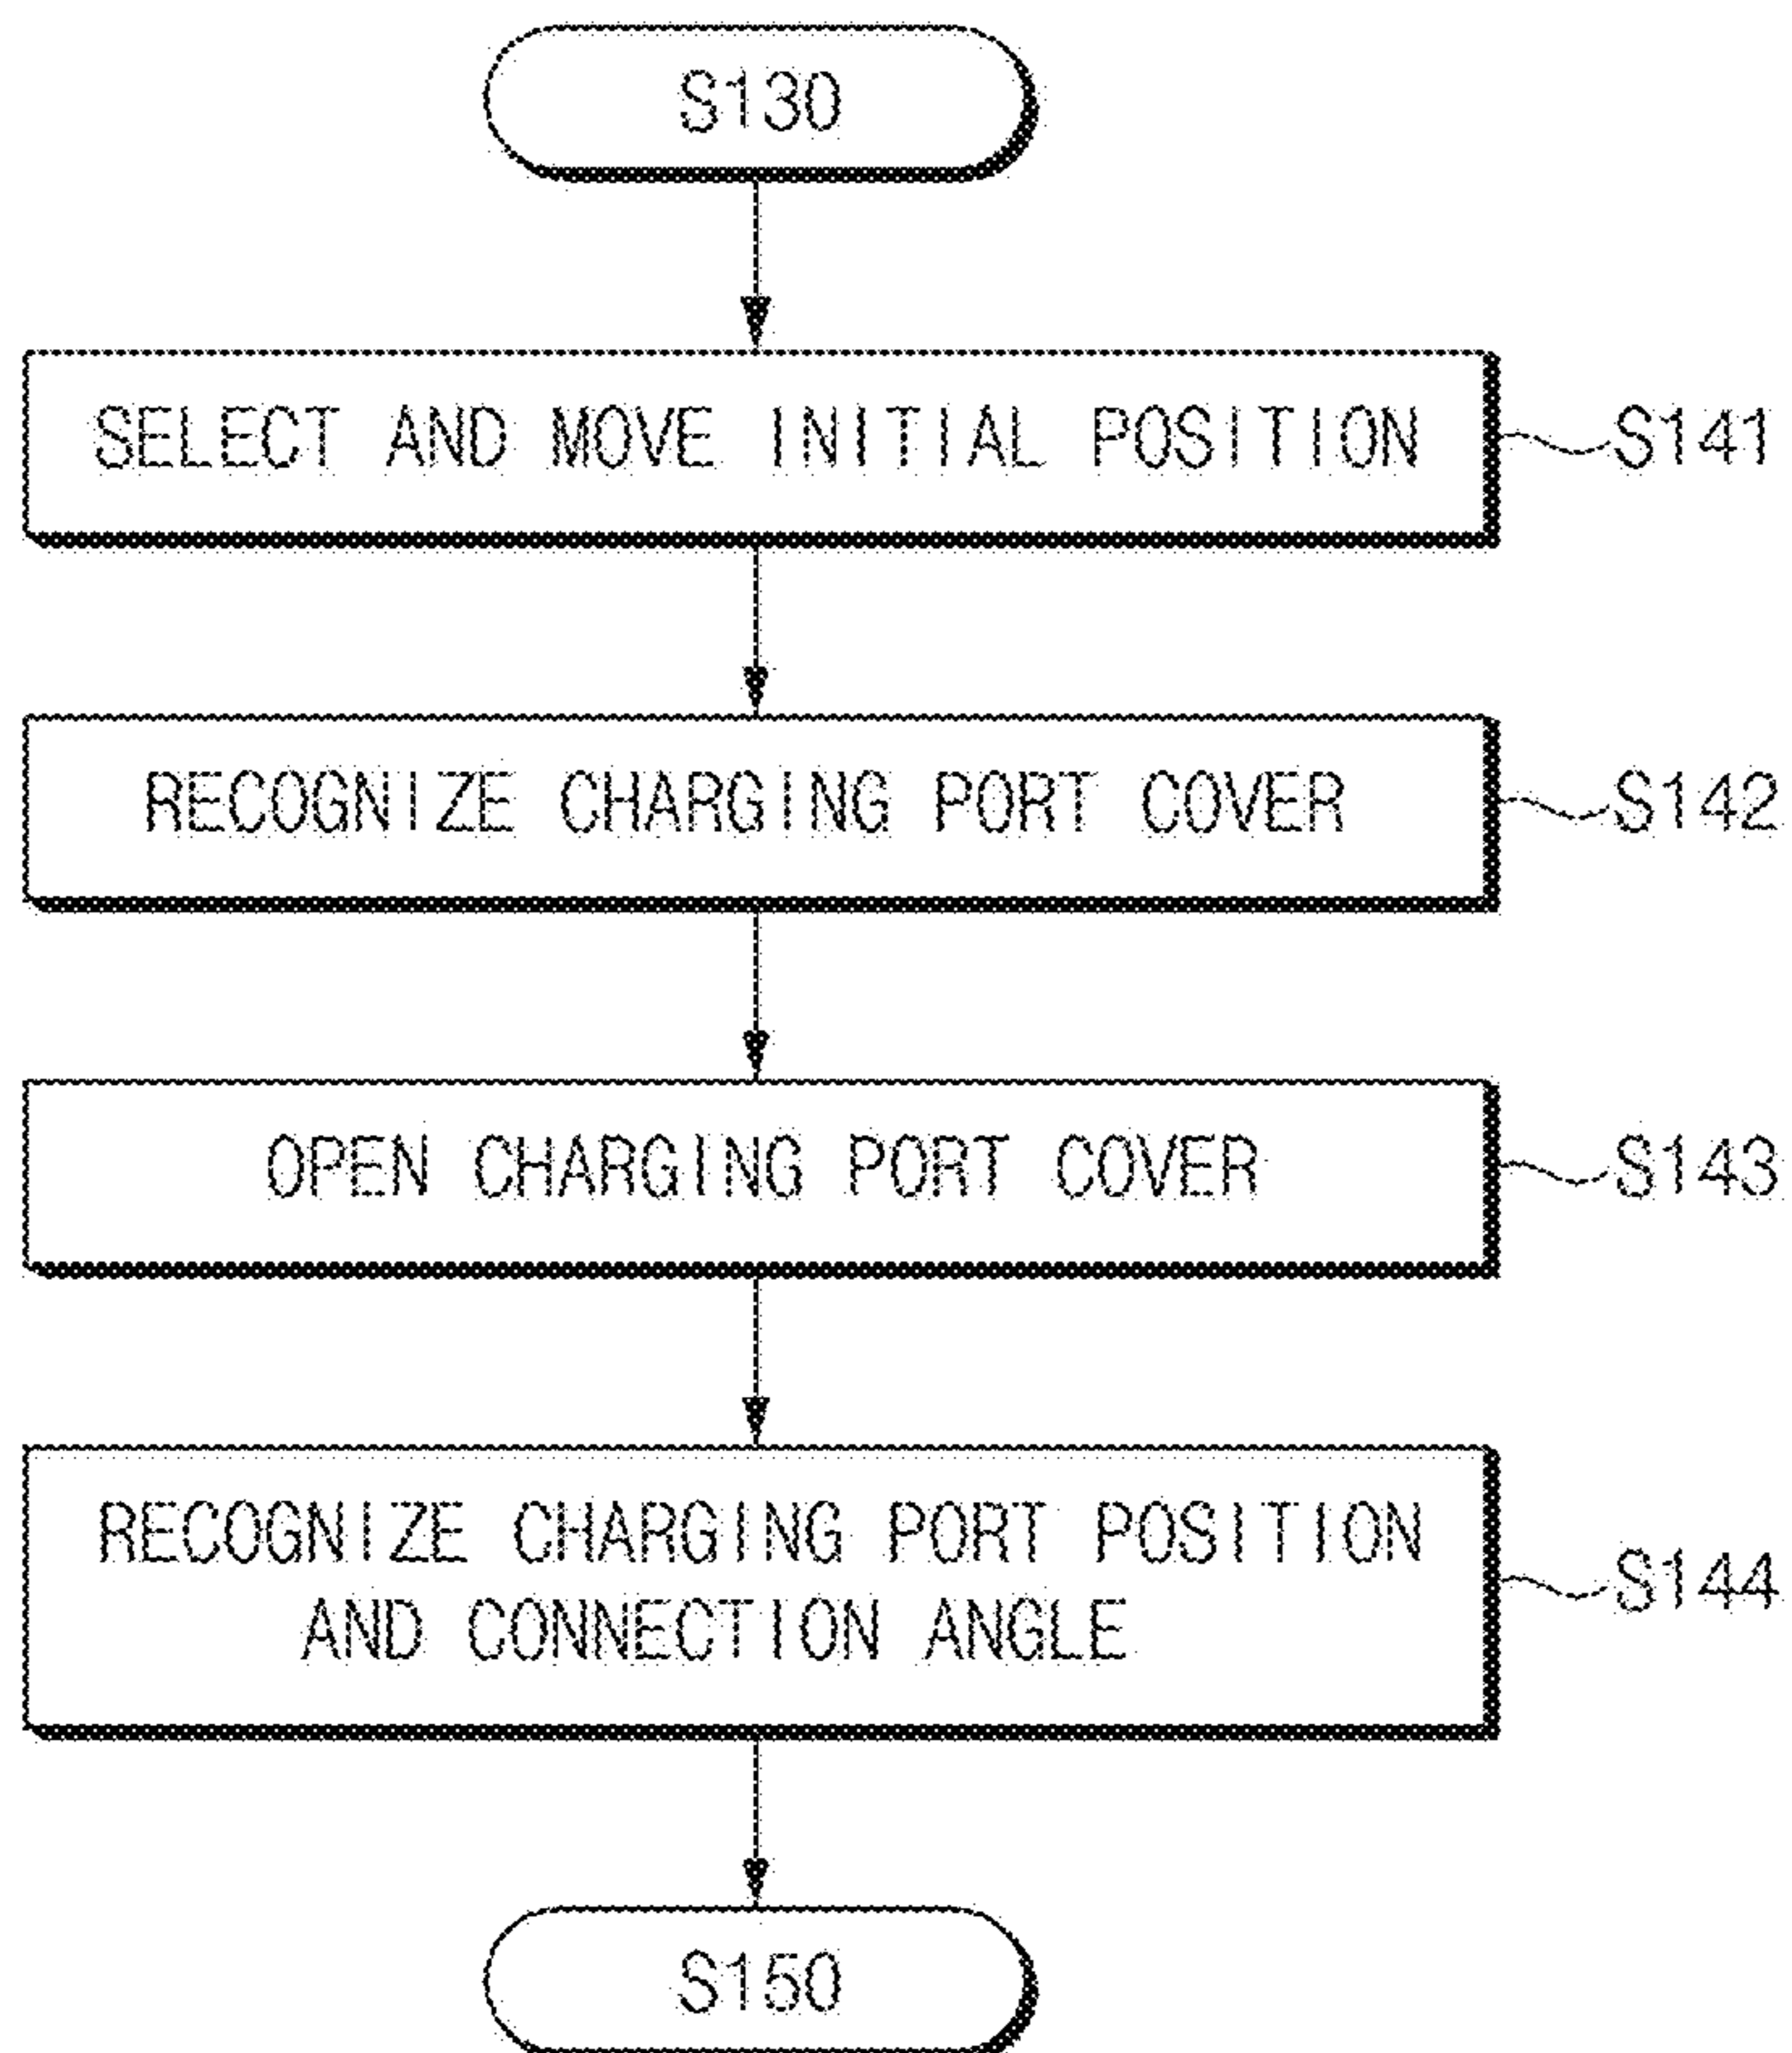 S130
SELECT AND MOVE INITIAL POSITION
S141
RECOGNIZE CHARGING PORT COVER
S142
OPEN CHARGING PORT COVER
S143
RECOGNIZE CHARGING PORT POSITION
AND CONNECTION ANGLE
S144
S150